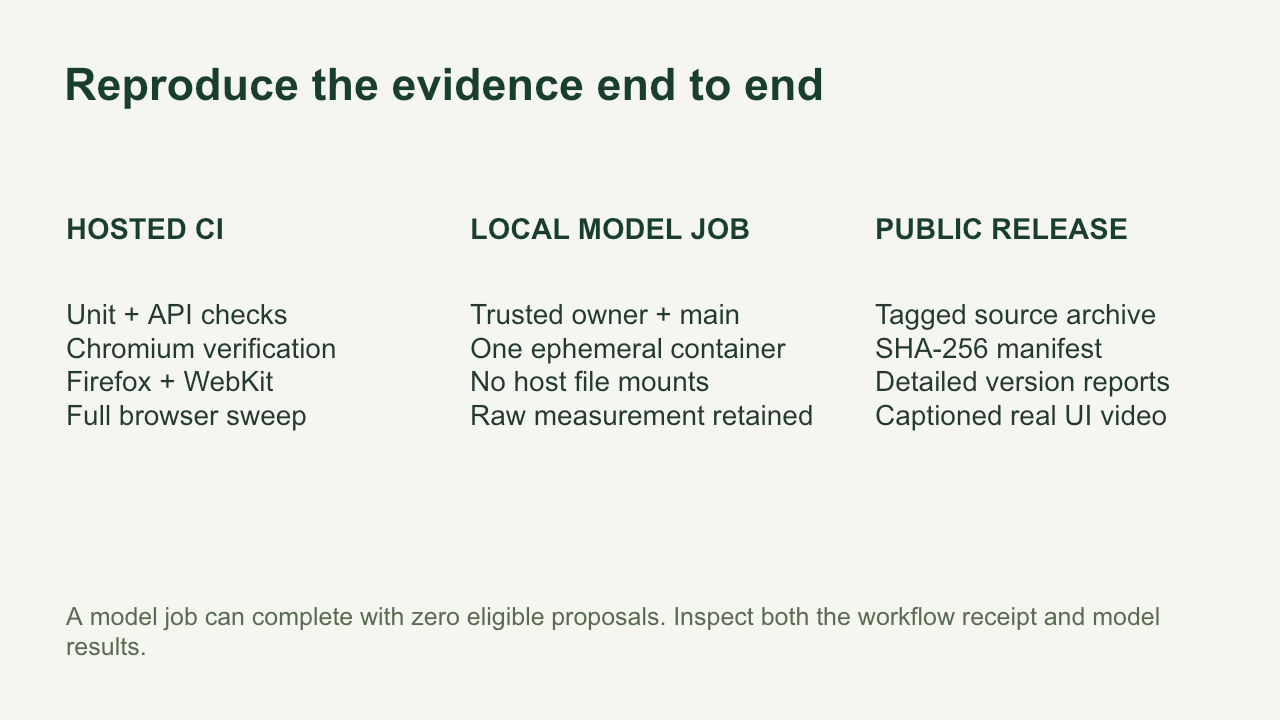 Reproduce the evidence end to end
HOSTED CI
Unit + API checks
Chromium verification
Firefox + WebKit
Full browser sweep
LOCAL MODEL JOB
Trusted owner + main
One ephemeral container
No host file mounts
Raw measurement retained
PUBLIC RELEASE
Tagged source archive
SHA-256 manifest
Detailed version reports
Captioned real UI video
A model job can complete with zero eligible proposals. Inspect both the workflow receipt and model
results.